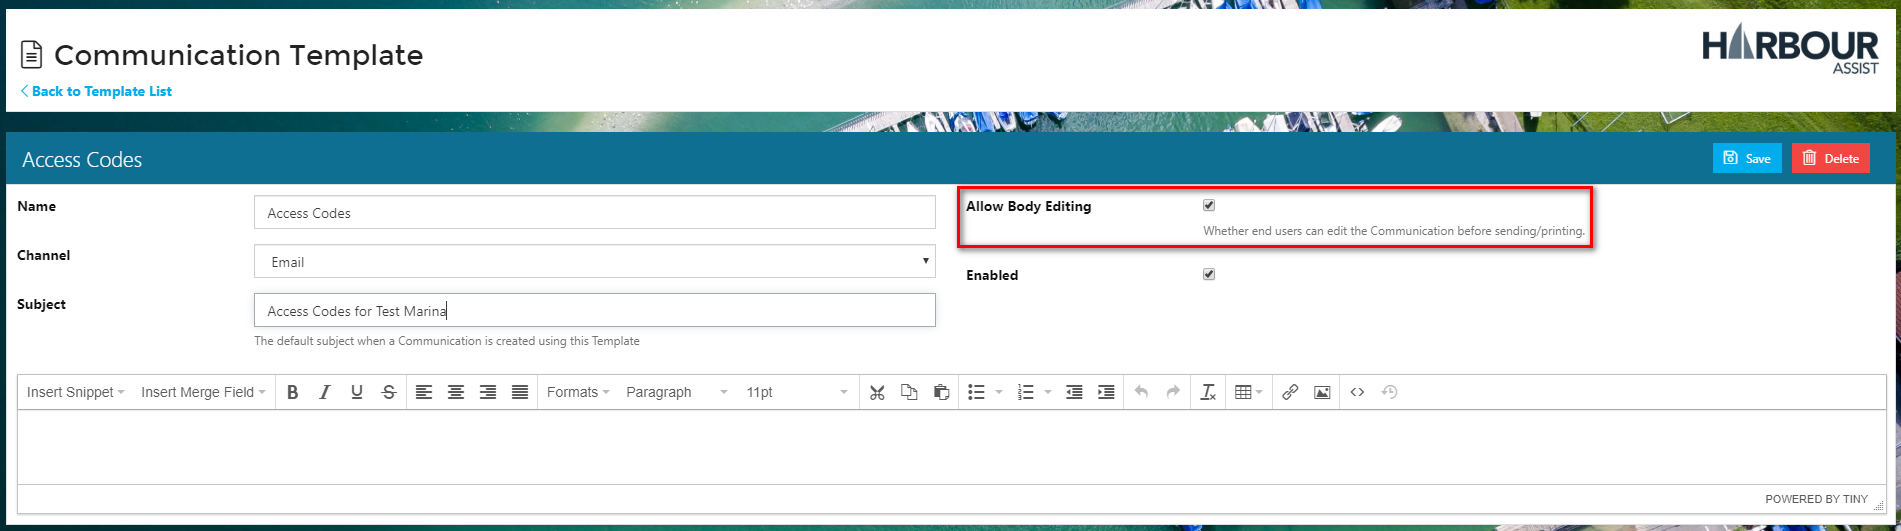 Communication Template
HARBOUR
ASSIST
Back to Template List
Access Codes
Save
Delete
Name
Access Codes
Allow Body Editing
Whether end users can edit the Communication before sending/printing.
Channel
Email
Enabled
Subject
Access Codes for Test Marina
The default subject when a Communication is created using this Template
Insert Snippet Insert Merge Field B I U S Formats Paragraph 11pt
POWERED BY TINY